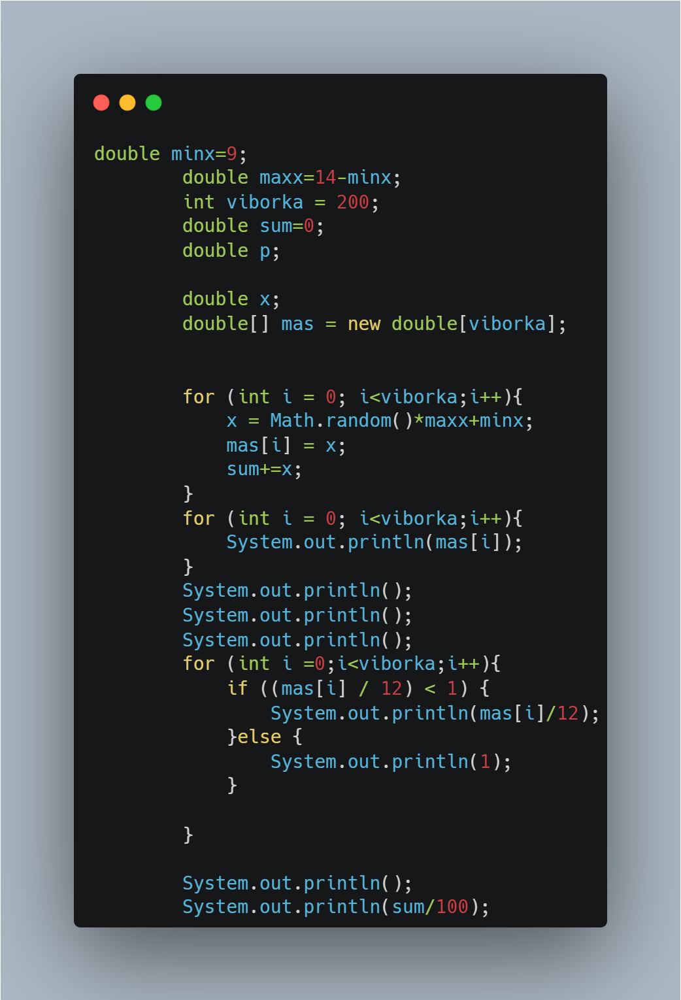 double minx=9;
        double maxx=14-minx;
        int viborka = 200;
        double sum=0;
        double p;

        double x;
        double[] mas = new double[viborka];


        for (int i = 0; i<viborka;i++){
            x = Math.random()*maxx+minx;
            mas[i] = x;
            sum+=x;
        }
        for (int i = 0; i<viborka;i++){
            System.out.println(mas[i]);
        }
        System.out.println();
        System.out.println();
        System.out.println();
        for (int i =0;i<viborka;i++){
            if ((mas[i] / 12) < 1) {
                System.out.println(mas[i]/12);
            }else {
                System.out.println(1);
            }

        }

        System.out.println();
        System.out.println(sum/100);